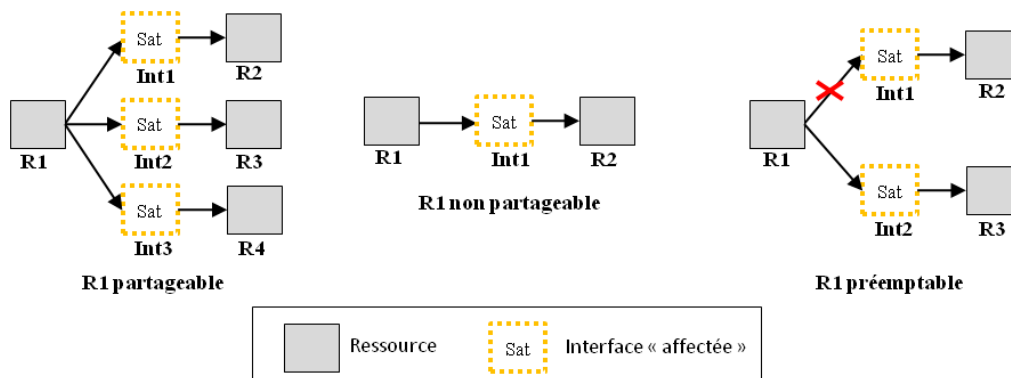 Sat
Int1
R2
R1
Sat
Int2
R3
Sat
Int3
R4
R1 partageable
R1
Sat
Int1
R2
R1 non partageable
Sat
Int1
R2
R1
Sat
Int2
R3
R1 préemptable
Ressource
Sat
Interface « affectée »